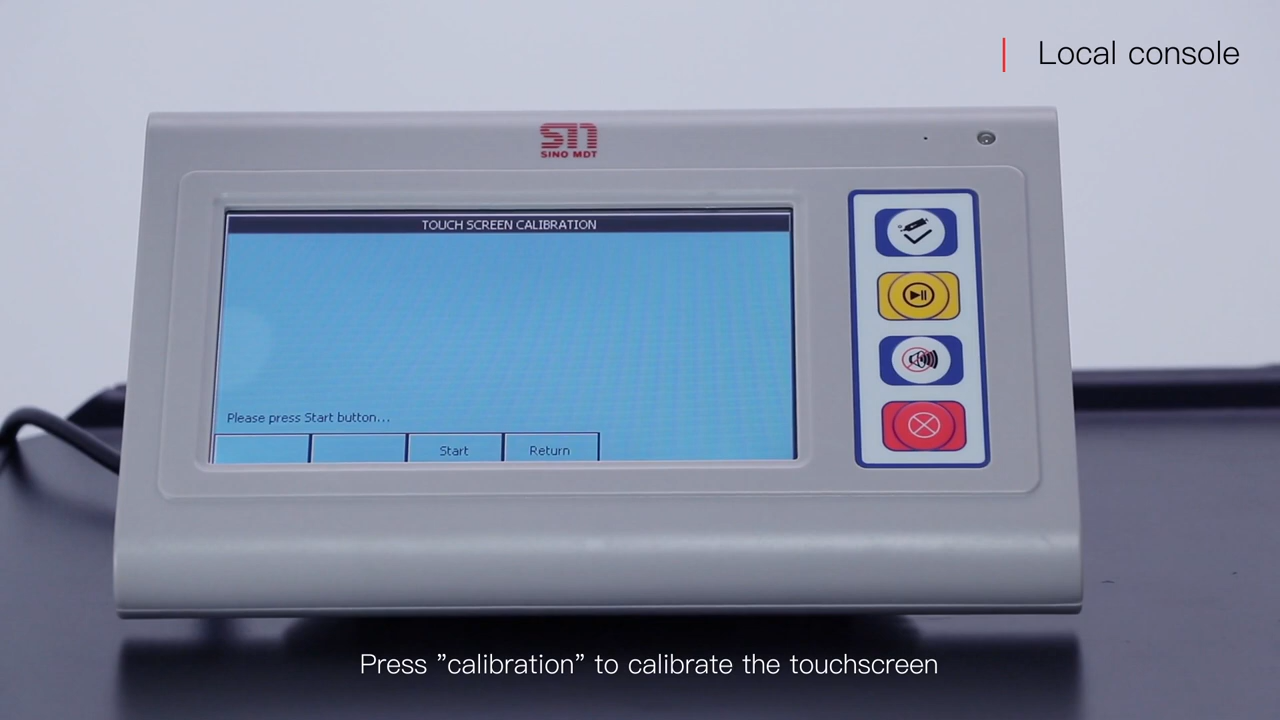 Local console
SINO MDT
TOUCH SCREEN CALIBRATION
Please press Start button...
Start
Return
Press "calibration" to calibrate the touchscreen